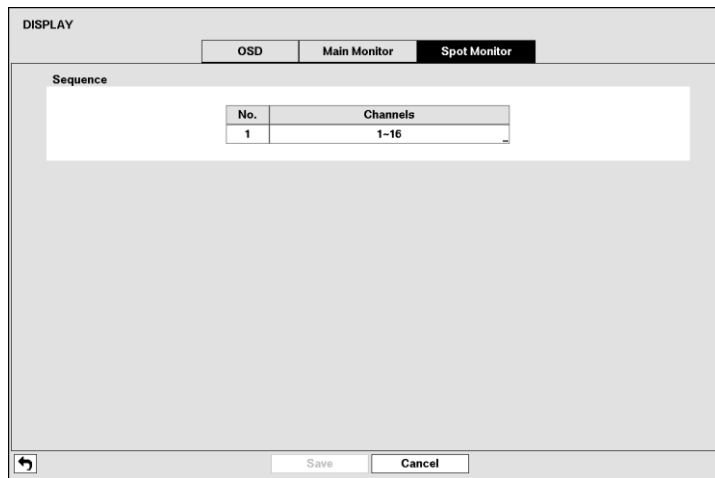 DISPLAY
OSD Main Monitor Spot Monitor
Sequence
No. Channels
1 1~16
Save Cancel